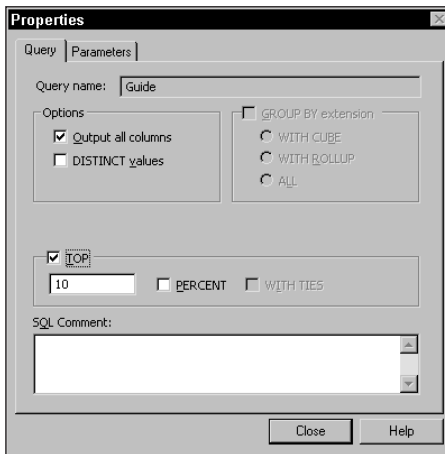 Properties
Query
Parameters
Query name: Guide
Options
Output all columns
DISTINCT values
GROUP BY extension
WITH CUBE
WITH ROLLUP
ALL
TOP
10
PERCENT
WITH TIES
SQL Comment:
Close
Help